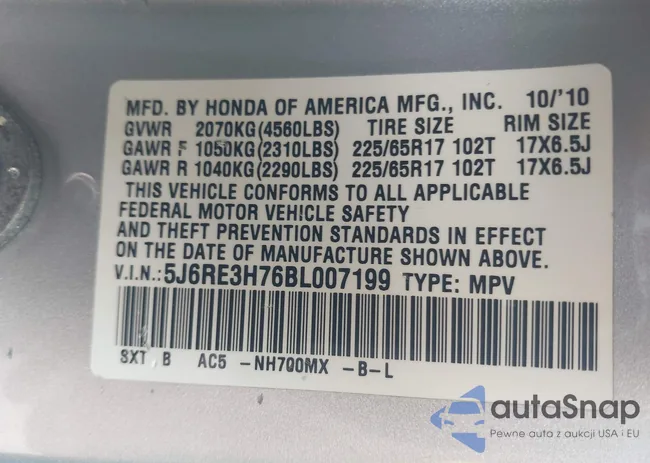 MFD. BY HONDA OF AMERICA MFG., INC. 10/'10
GVWR 2070KG(4560LBS) TIRE SIZE RIM SIZE
GAWR F 1050KG(2310LBS) 225/65R17 102T 17X6.5J
GAWR R 1040KG(2290LBS) 225/65R17 102T 17X6.5J
THIS VEHICLE CONFORMS TO ALL APPLICABLE
FEDERAL MOTOR VEHICLE SAFETY
AND THEFT PREVENTION STANDARDS IN EFFECT
ON THE DATE OF MANUFACTURE SHOWN ABOVE.
V.I.N.: 5J6RE3H76BL007199 TYPE: MPV
SXT B AC5 -NH700MX -B-L
autaSnap
Pewne auta z aukcji USA i EU